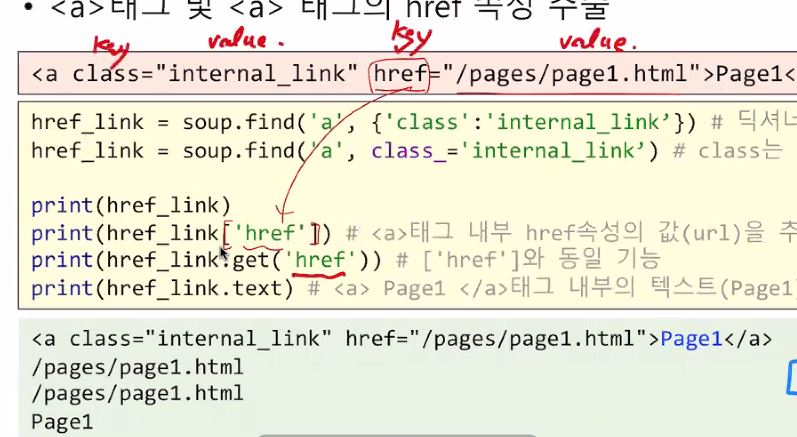 • <a>태그 및 <a> 태그의 href 속성 추출
key value. key value.
<a class="internal_link" href="/pages/page1.html">Page1<
href_link = soup.find('a', {'class':'internal_link’}) # 딕셔너
href_link = soup.find('a', class_='internal_link’) # class는
print(href_link)
print(href_link['href']) # <a>태그 내부 href속성의 값(url)을 추
print(href_link.get('href')) # ['href']와 동일 기능
print(href_link.text) # <a> Page1 </a>태그 내부의 텍스트(Page1
<a class="internal_link" href="/pages/page1.html">Page1</a>
/pages/page1.html
/pages/page1.html
Page1